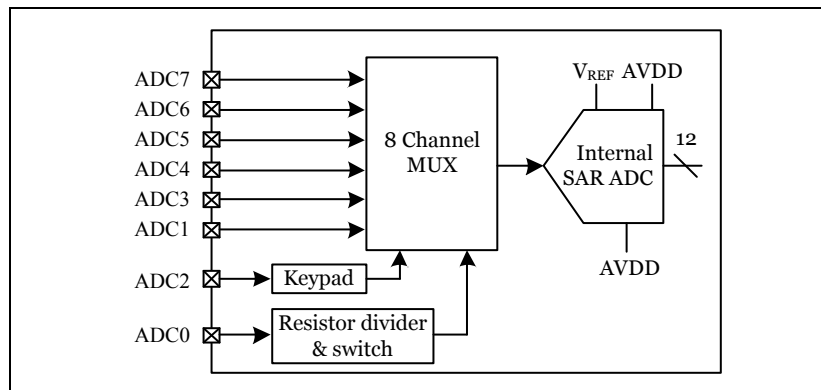 V_REF AVDD
ADC7
ADC6
ADC5
ADC4
ADC3
ADC1
8 Channel
MUX
Internal
SAR ADC
12
AVDD
ADC2
Keypad
ADC0
Resistor divider
& switch